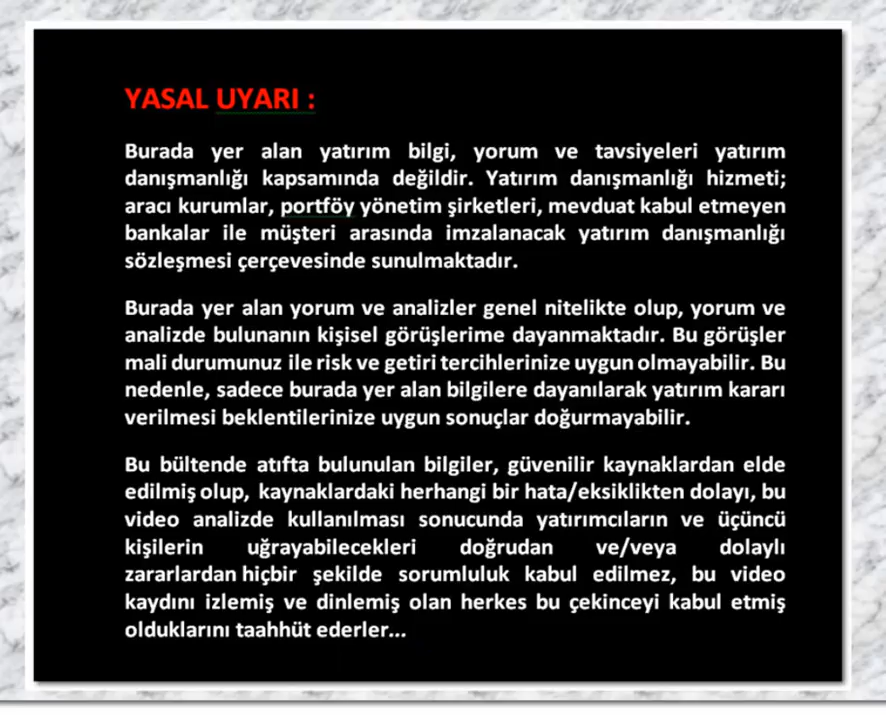 YASAL UYARI :
Burada yer alan yatırım bilgi, yorum ve tavsiyeleri yatırım
danışmanlığı kapsamında değildir. Yatırım danışmanlığı hizmeti;
aracı kurumlar, portföy yönetim şirketleri, mevduat kabul etmeyen
bankalar ile müşteri arasında imzalanacak yatırım danışmanlığı
sözleşmesi çerçevesinde sunulmaktadır.
Burada yer alan yorum ve analizler genel nitelikte olup, yorum ve
analizde bulunanın kişisel görüşlerime dayanmaktadır. Bu görüşler
mali durumunuz ile risk ve getiri tercihlerinize uygun olmayabilir. Bu
nedenle, sadece burada yer alan bilgilere dayanılarak yatırım kararı
verilmesi beklentilerinize uygun sonuçlar doğurmayabilir.
Bu bültende atıfta bulunulan bilgiler, güvenilir kaynaklardan elde
edilmiş olup, kaynaklardaki herhangi bir hata/eksiklikten dolayı, bu
video analizde kullanılması sonucunda yatırımcıların ve üçüncü
kişilerin uğrayabilecekleri doğrudan ve/veya dolaylı
zararlardan hiçbir şekilde sorumluluk kabul edilmez, bu video
kaydını izlemiş ve dinlemiş olan herkes bu çekinceyi kabul etmiş
olduklarını taahhüt ederler...